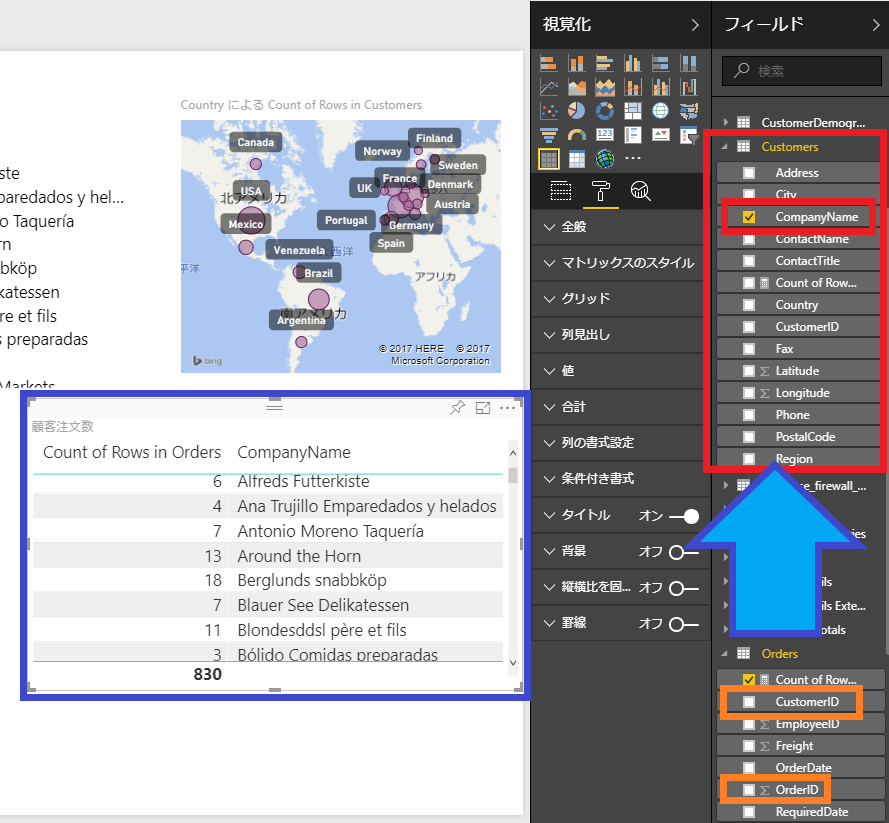 視覚化
フィールド
検索
Country による Count of Rows in Customers
Canada
Finland
Norway
Sweden
France
UK
Denmark
USA
北アメリカ
Austria
Mexico
Portugal
Germany
Spain
Venezuela
西洋
平洋
Brazil
アフリカ
南アメリカ
Argentina
© 2017 HERE © 2017
Microsoft Corporation
bing
ste
paredados y hel...
o Taquería
rn
bköp
katessen
re et fils
s preparadas
Markets
顧客注文数
Count of Rows in Orders CompanyName
6 Alfreds Futterkiste
4 Ana Trujillo Emparedados y helados
7 Antonio Moreno Taquería
13 Around the Horn
18 Berglunds snabbköp
7 Blauer See Delikatessen
11 Blondesddsl père et fils
3 Bólido Comidas preparadas
830
123
全般
マトリックスのスタイル
グリッド
列見出し
値
合計
列の書式設定
条件付き書式
タイトル オン
背景 オフ
縦横比を固... オフ
罫線 オフ
CustomerDemogr...
Customers
Address
City
CompanyName
ContactName
ContactTitle
Count of Row...
Country
CustomerID
Fax
Latitude
Longitude
Phone
PostalCode
Region
e_firewall_...
ies
ils
ils Exte...
otals
Orders
Count of Row...
CustomerID
EmployeeID
Freight
OrderDate
OrderID
RequiredDate